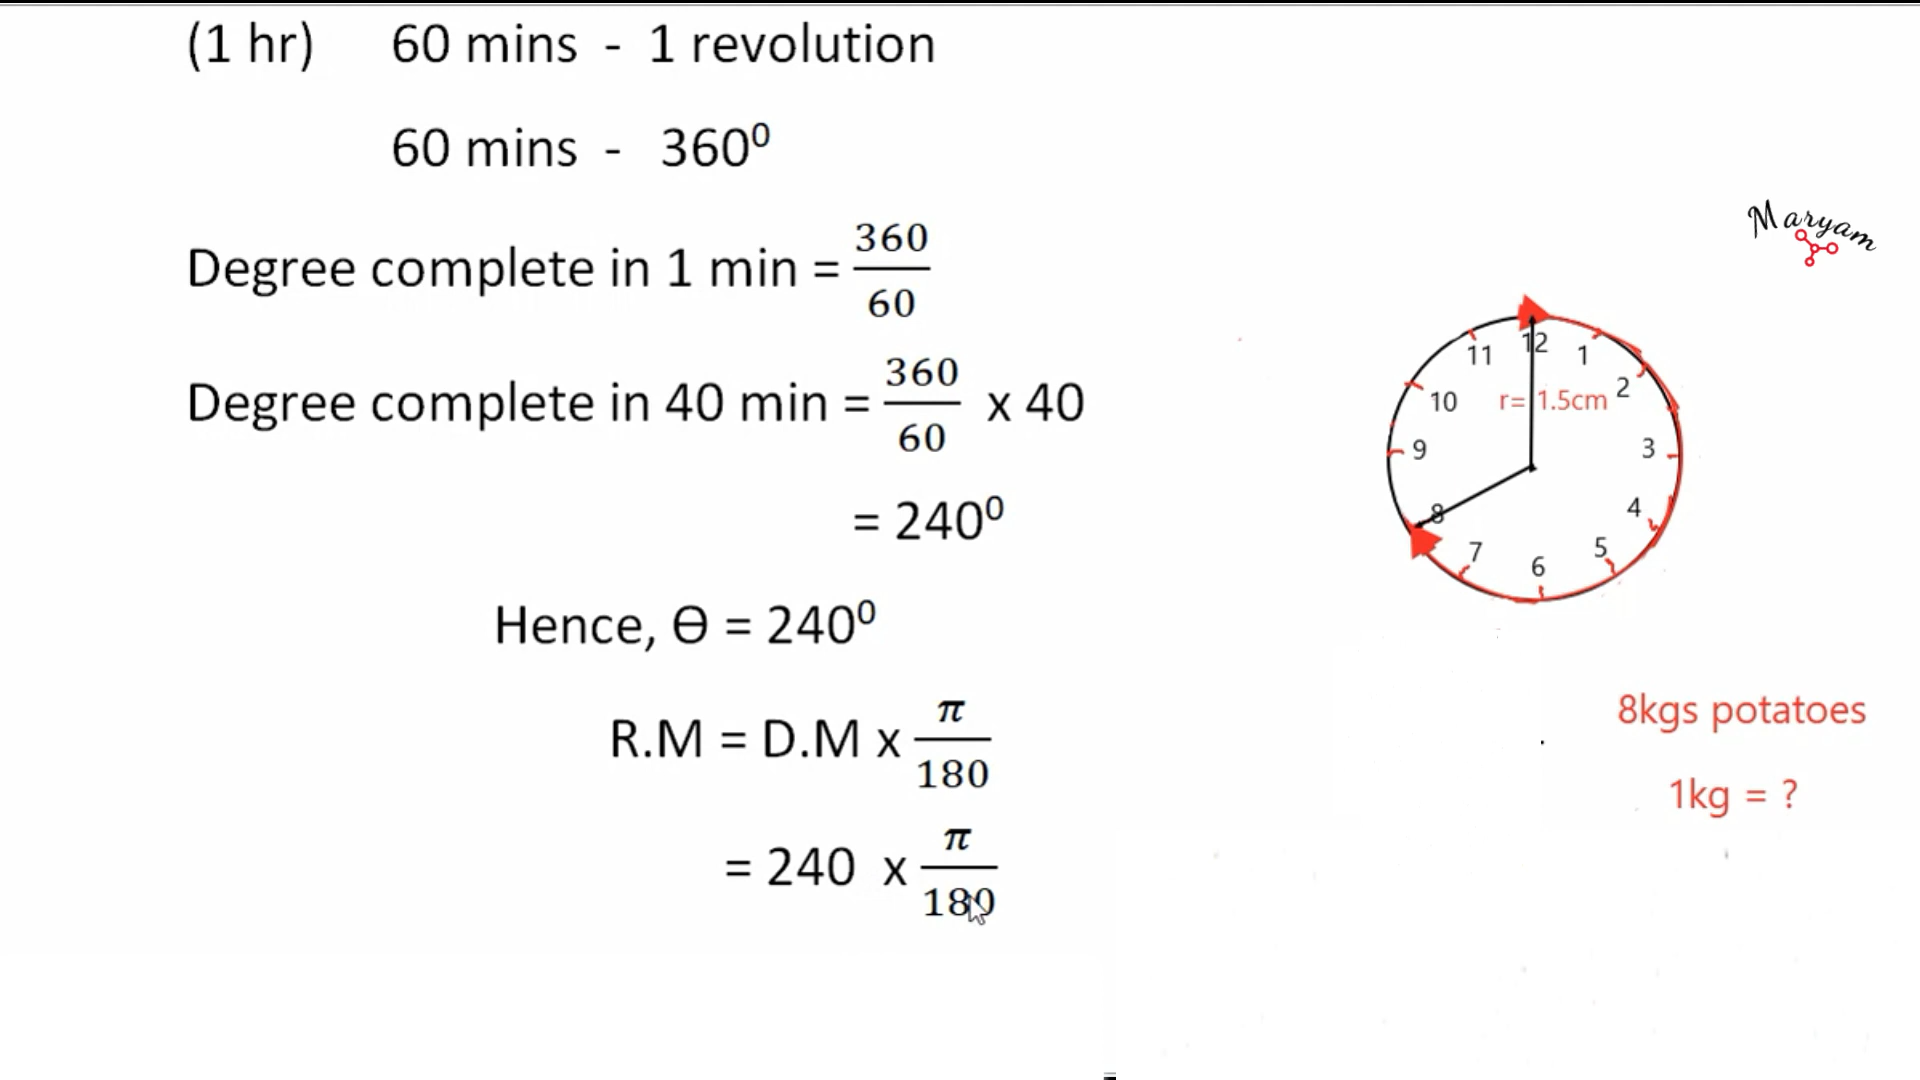 (1 hr) 60 mins - 1 revolution
60 mins - 360⁰
Degree complete in 1 min = 360/60
Degree complete in 40 min = 360/60 x 40
= 240⁰
Hence, Ө = 240⁰
R.M = D.M x π/180
= 240 x π/180
Maryam
12
11 1
10 r= 1.5cm 2
9 3
8 4
7 5
6
8kgs potatoes
1kg = ?